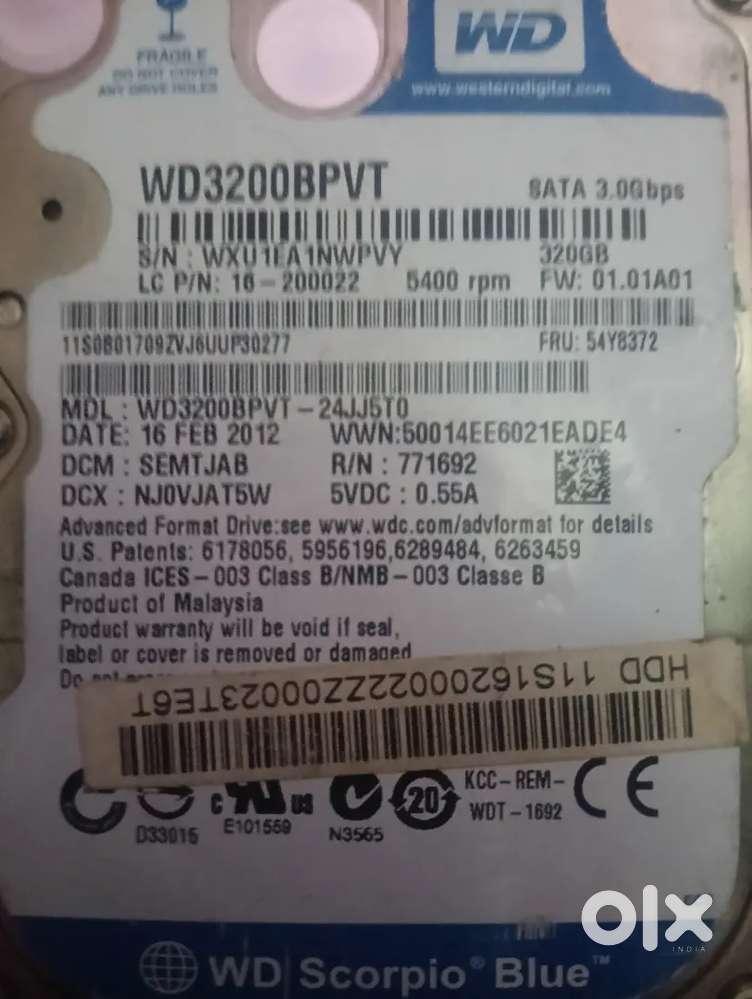 FRAGILE
DO NOT COVER
ANY DRIVE HOLES
WD
www.westerndigital.com
WD3200BPVT
SATA 3.0Gbps
S/N : WXU1EA1NWPVY 320GB
LC P/N: 16-200022 5400 rpm FW: 01.01A01
11S0B01709ZVJ6UUP30277 FRU: 54Y8372
MDL : WD3200BPVT-24JJ5T0
DATE: 16 FEB 2012 WWN:50014EE6021EADE4
DCM : SEMTJAB R/N : 771692
DCX : NJ0VJAT5W 5VDC : 0.55A
Advanced Format Drive:see www.wdc.com/advformat for details
U.S. Patents: 6178056, 5956196,6289484, 6263459
Canada ICES-003 Class B/NMB-003 Classe B
Product of Malaysia
Product warranty will be void if seal,
label or cover is removed or damaged
Do
HDD 11S16200022ZZ00023TE6T
KCC-REM-
WDT-1692
CE
20
c US
D33015
E101559
N3565
WD Scorpio® Blue™
olx
INDIA